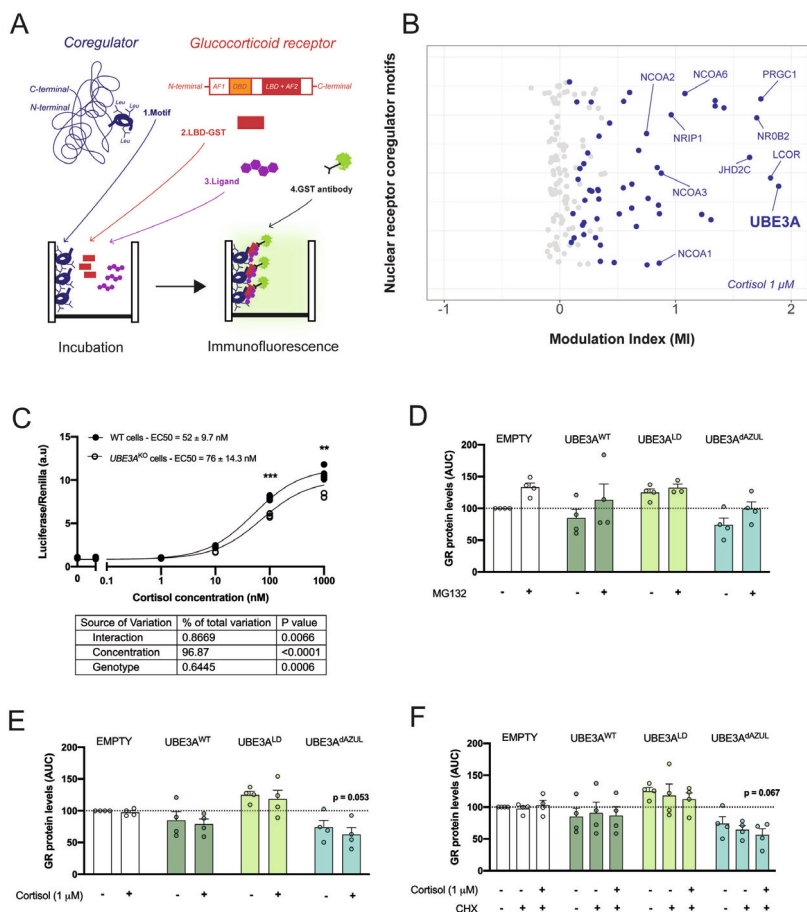 A
Coregulator
Glucocorticoid receptor
C-terminal
N-terminal
Leu
Leu
Leu
1.Motif
N-terminal
AF1
DBD
LBD + AF2
C-terminal
2.LBD-GST
3.Ligand
4.GST antibody
Incubation
Immunofluorescence
B
Nuclear receptor coregulator motifs
NCOA2
NCOA6
PRGC1
NRIP1
NR0B2
JHD2C
LCOR
NCOA3
UBE3A
NCOA1
Cortisol 1 µM
-1
0
1
2
Modulation Index (MI)
C
WT cells - EC50 = 52 ± 9.7 nM
UBE3AKO cells - EC50 = 76 ± 14.3 nM
Luciferase/Renilla (a.u)
15
10
5
0
***
**
0
0.1
1
10
100
1000
Cortisol concentration (nM)
Source of Variation % of total variation P value
Interaction 0.8669 0.0066
Concentration 96.87 <0.0001
Genotype 0.6445 0.0006
D
EMPTY UBE3AWT UBE3ALD UBE3AdAZUL
GR protein levels (AUC)
200
150
100
50
0
MG132 - + - + - + - +
E
EMPTY UBE3AWT UBE3ALD UBE3AdAZUL
GR protein levels (AUC)
200
150
100
50
0
p = 0.053
Cortisol (1 µM) - + - + - + - +
F
EMPTY UBE3AWT UBE3ALD UBE3AdAZUL
GR protein levels (AUC)
200
150
100
50
0
p = 0.067
Cortisol (1 µM) - - + - - + - - + - - +
CHX - + + - + + - + + - + +